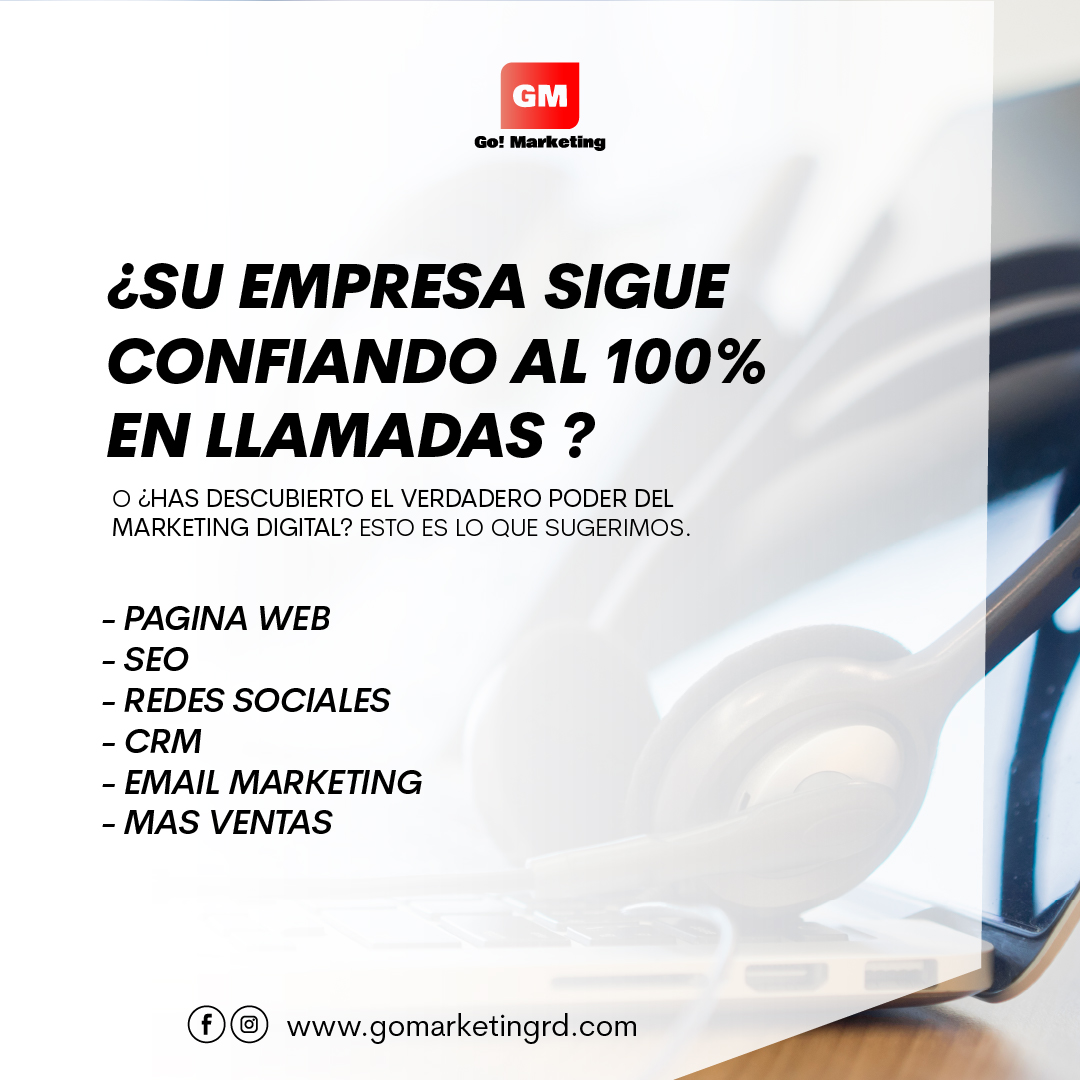 GM
Go! Marketing
¿SU EMPRESA SIGUE
CONFIANDO AL 100%
EN LLAMADAS ?
O ¿HAS DESCUBIERTO EL VERDADERO PODER DEL
MARKETING DIGITAL? ESTO ES LO QUE SUGERIMOS.
- PAGINA WEB
- SEO
- REDES SOCIALES
- CRM
- EMAIL MARKETING
- MAS VENTAS
www.gomarketingrd.com